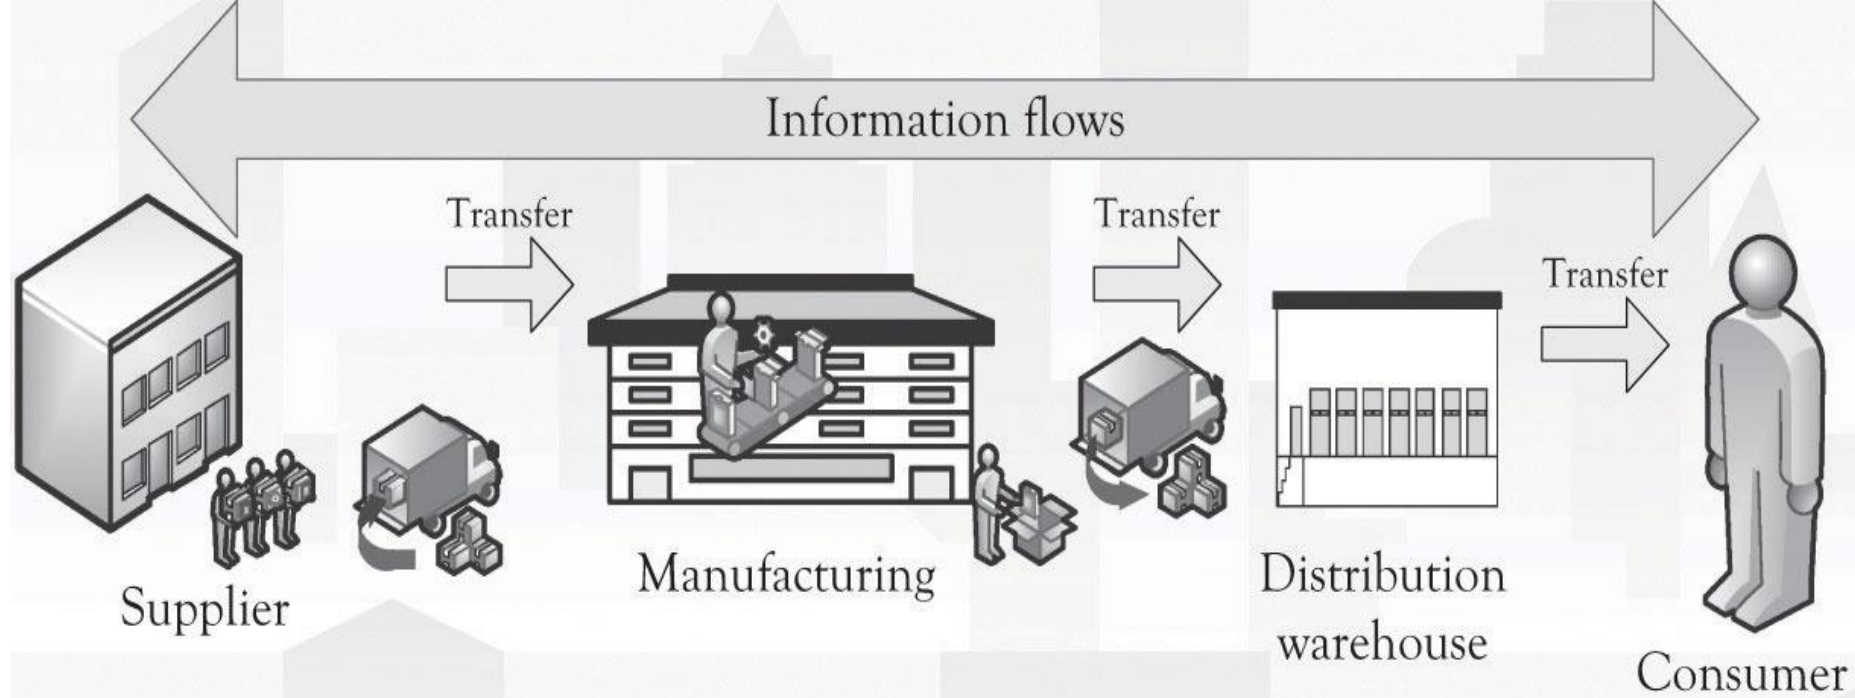 Information flows
Transfer
Transfer
Transfer
Supplier
Manufacturing
Distribution
warehouse
Consumer